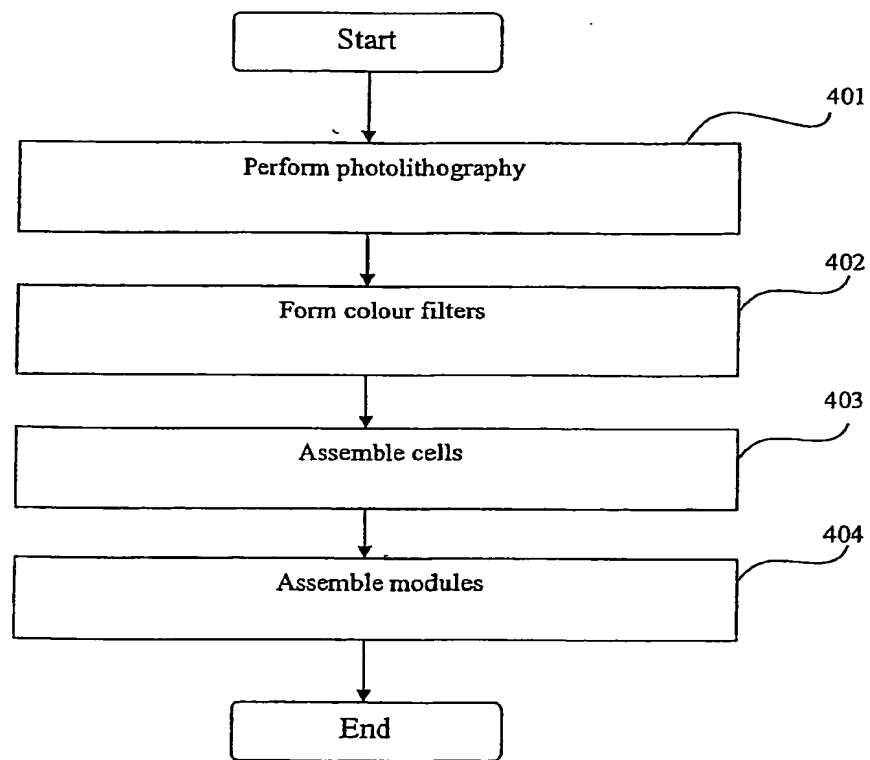 Start
401
Perform photolithography
402
Form colour filters
403
Assemble cells
404
Assemble modules
End